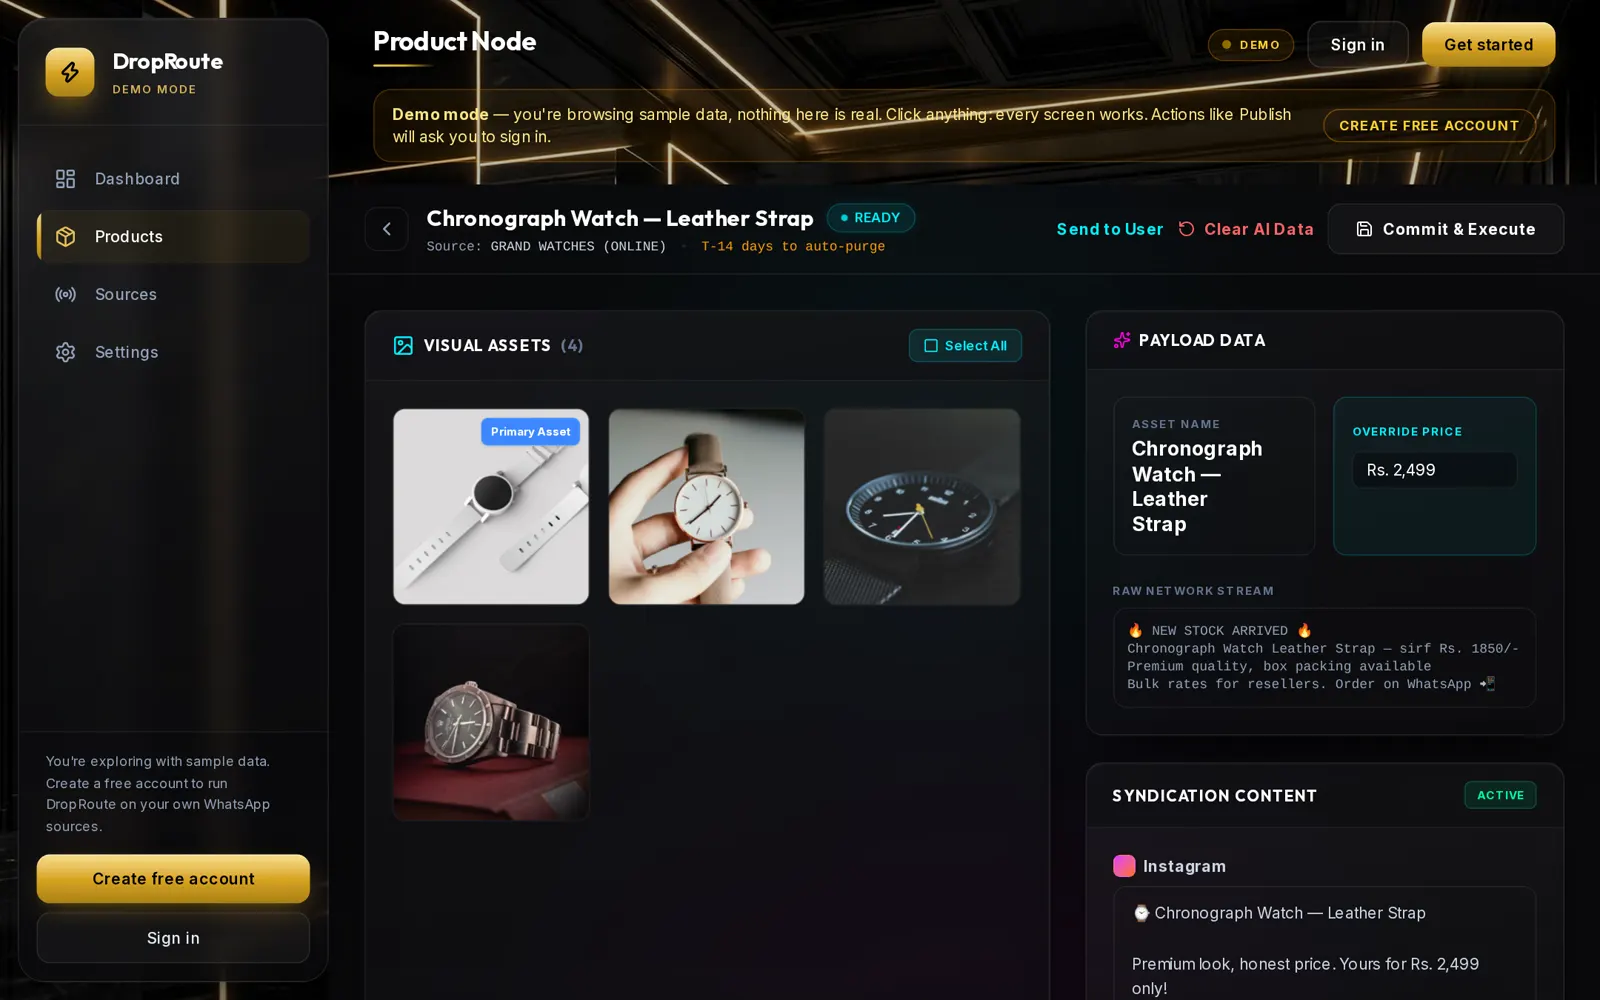 DropRoute
DEMO MODE
Dashboard
Products
Sources
Settings
You're exploring with sample data.
Create a free account to run
DropRoute on your own WhatsApp
sources.
Create free account
Sign in
Product Node
DEMO
Sign in
Get started
Demo mode — you're browsing sample data, nothing here is real. Click anything: every screen works. Actions like Publish
will ask you to sign in.
CREATE FREE ACCOUNT
Chronograph Watch — Leather Strap
READY
Source: GRAND WATCHES (ONLINE)
T-14 days to auto-purge
Send to User
Clear AI Data
Commit & Execute
VISUAL ASSETS (4)
Select All
Primary Asset
PAYLOAD DATA
ASSET NAME
Chronograph
Watch —
Leather
Strap
OVERRIDE PRICE
Rs. 2,499
RAW NETWORK STREAM
🔥 NEW STOCK ARRIVED 🔥
Chronograph Watch Leather Strap — sirf Rs. 1850/-
Premium quality, box packing available
Bulk rates for resellers. Order on WhatsApp 📲
SYNDICATION CONTENT
ACTIVE
Instagram
⌚ Chronograph Watch — Leather Strap
Premium look, honest price. Yours for Rs. 2,499
only!